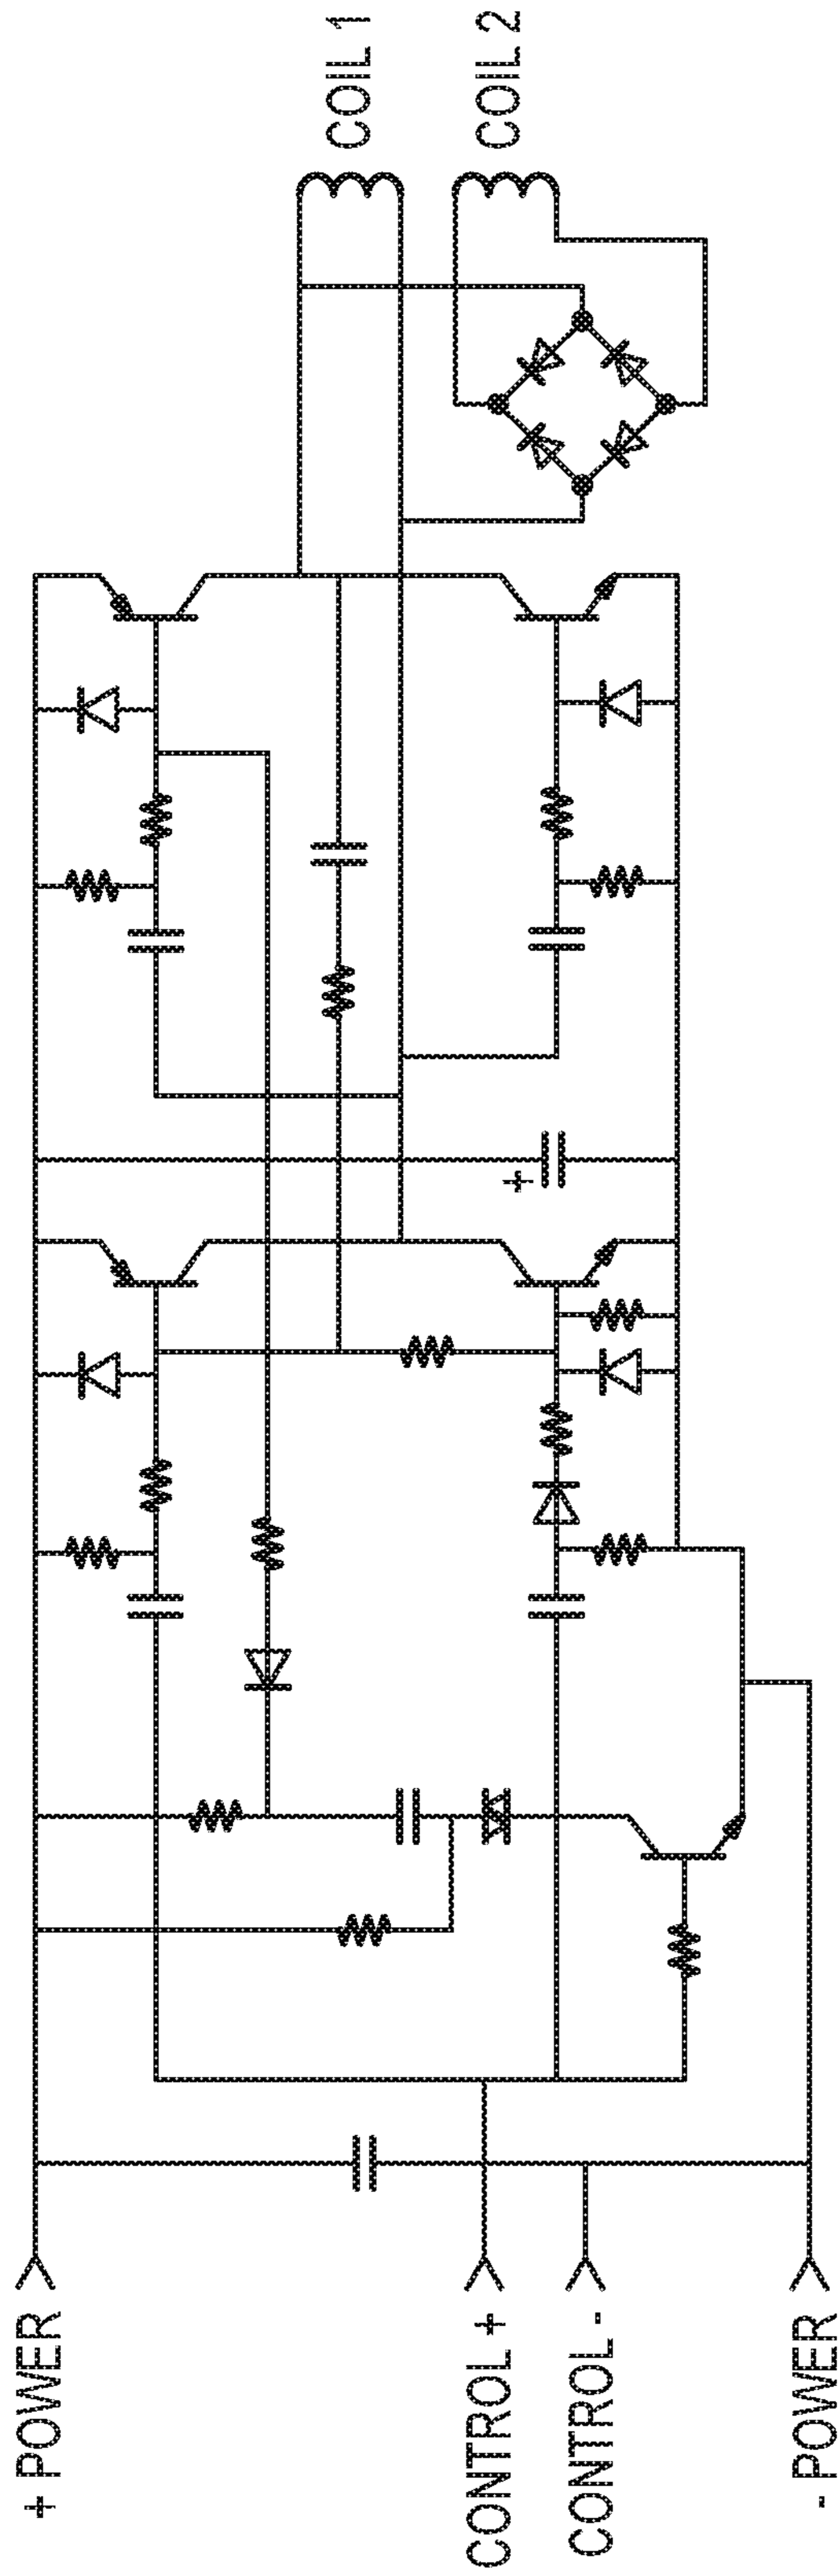 COIL 1
COIL 2
+
+ POWER
CONTROL +
CONTROL -
- POWER